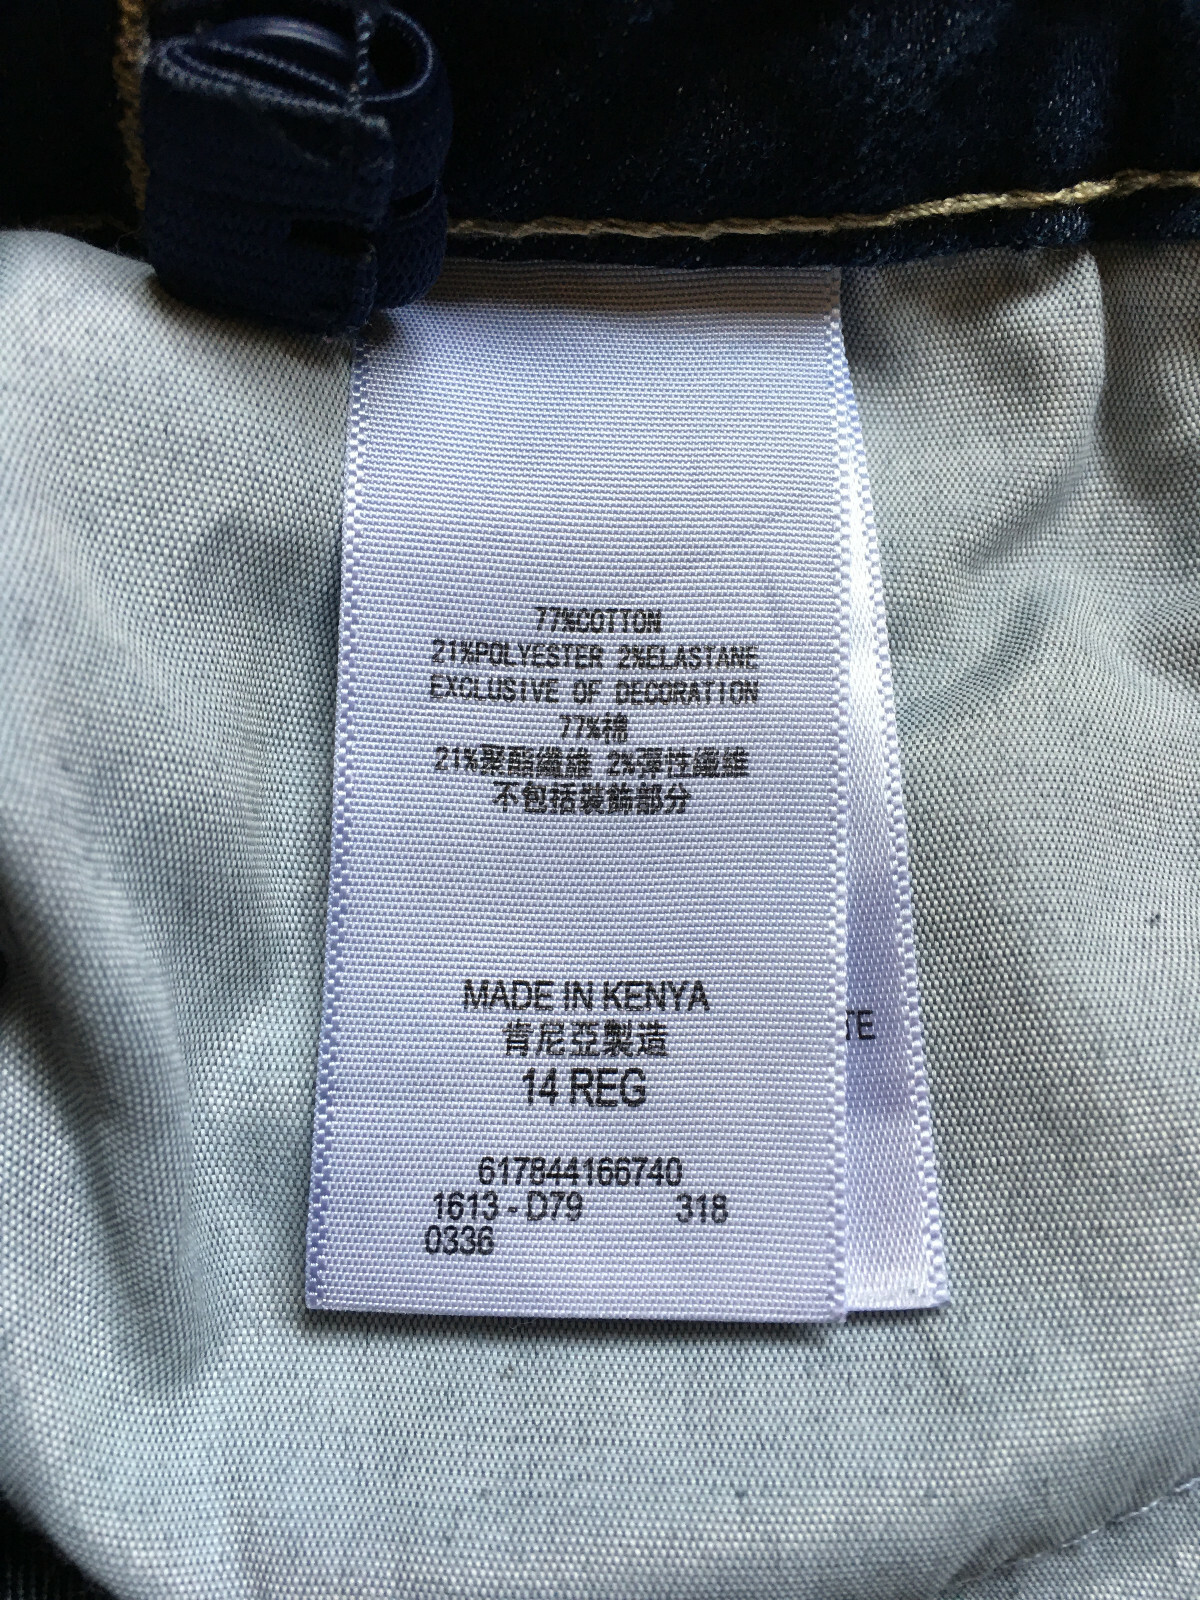 77%COTTON
21%POLYESTER 2%ELASTANE
EXCLUSIVE OF DECORATION
77%棉
21%聚酯纖維 2%彈性纖維
不包括裝飾部分
MADE IN KENYA
肯尼亞製造
14 REG
TE
617844166740
1613 - D79 318
0336